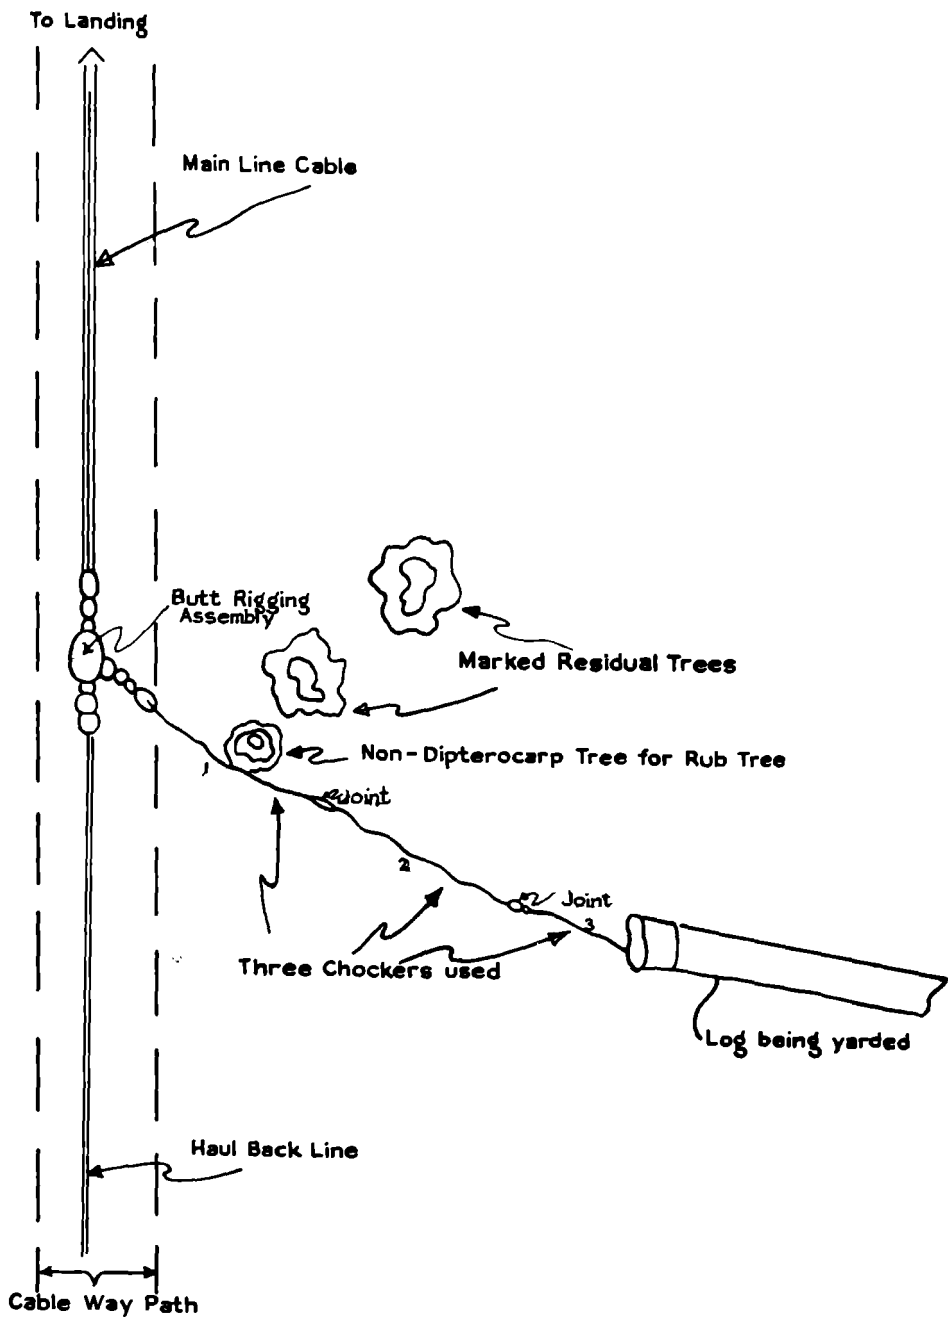 To Landing
Main Line Cable
Butt Rigging
Assembly
Marked Residual Trees
Non-Dipterocarp Tree for Rub Tree
1
Joint
2
Joint
3
Three Chockers used
Log being yarded
Haul Back Line
Cable Way Path